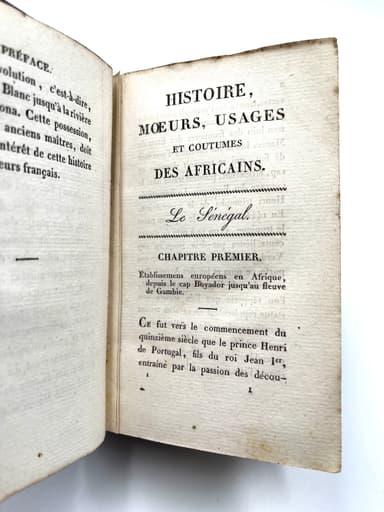 PRÉFACE.
volution, c'est-à-dire,
Blanc jusqu'à la rivière
ona. Cette possession,
anciens maîtres, doit
ntérêt de cette histoire
eurs français.
HISTOIRE,
MŒURS, USAGES
ET COUTUMES
DES AFRICAINS.
Le Sénégal.
CHAPITRE PREMIER.
Établissemens européens en Afrique,
depuis le cap Boyador jusqu'au fleuve
de Gambie.
CE fut vers le commencement du
quinzième siècle que le prince Henri
de Portugal, fils du roi Jean Ier,
entraîné par la passion des décou-
1
1